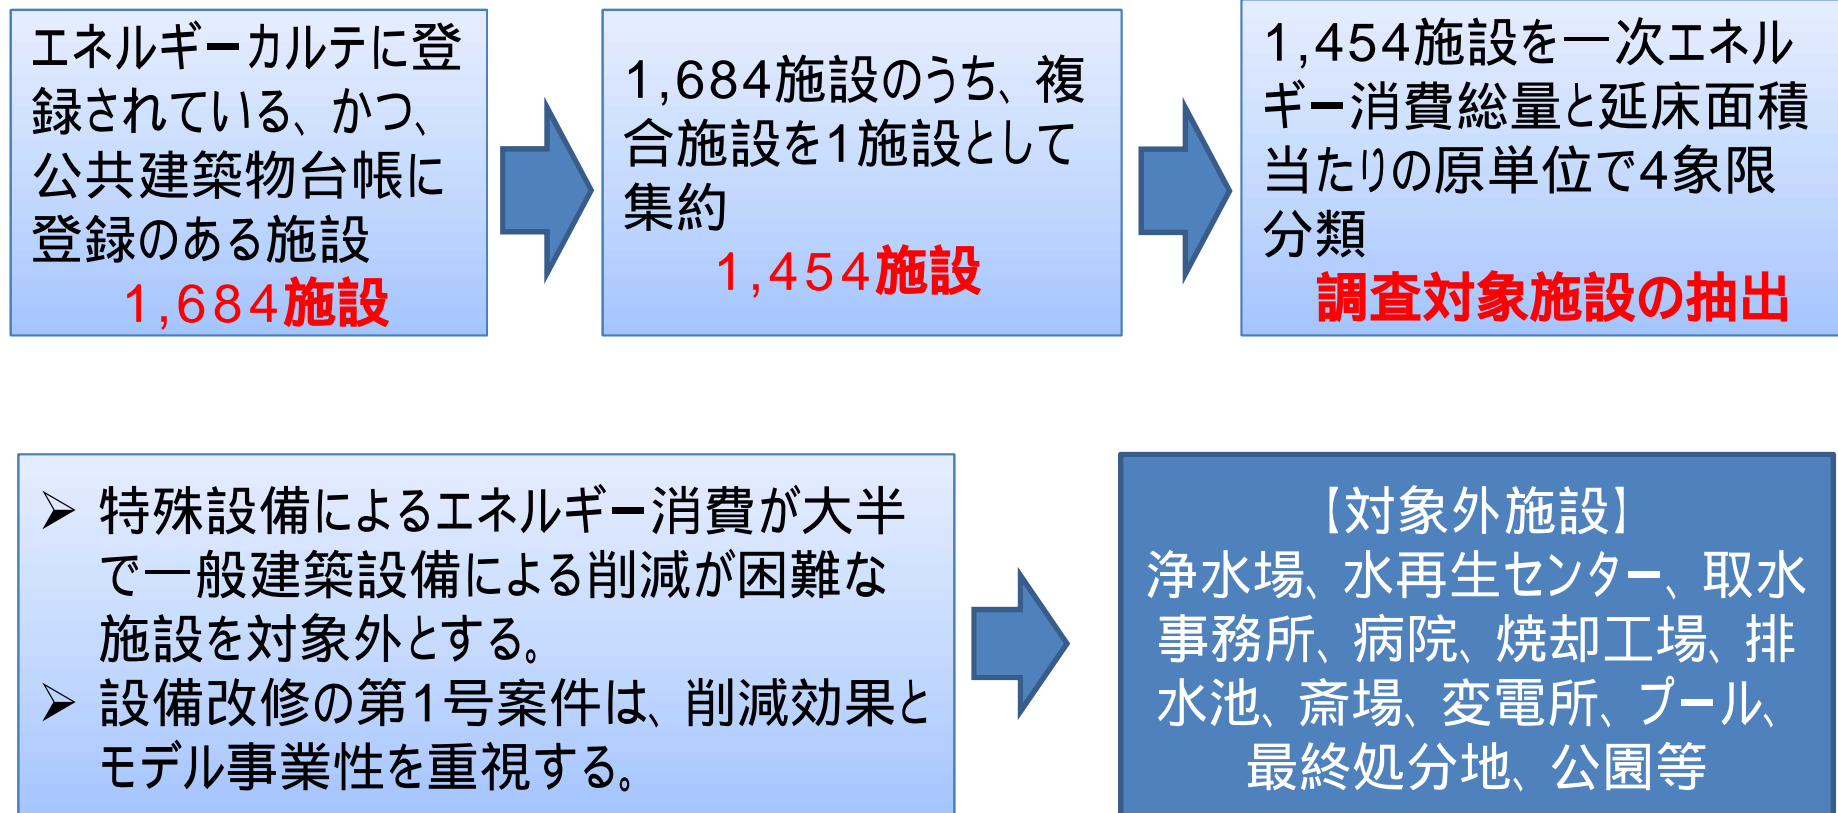 エネルギーカルテに登
録されている、かつ、
公共建築物台帳に
登録のある施設
1,684施設
1,684施設のうち、複
合施設を1施設として
集約
1,454施設
1,454施設を一次エネル
ギー消費総量と延床面積
当たりの原単位で4象限
分類
調査対象施設の抽出
➢ 特殊設備によるエネルギー消費が大半
で一般建築設備による削減が困難な
施設を対象外とする。
➢ 設備改修の第1号案件は、削減効果と
モデル事業性を重視する。
【対象外施設】
浄水場、水再生センター、取水
事務所、病院、焼却工場、排
水池、斎場、変電所、プール、
最終処分地、公園等